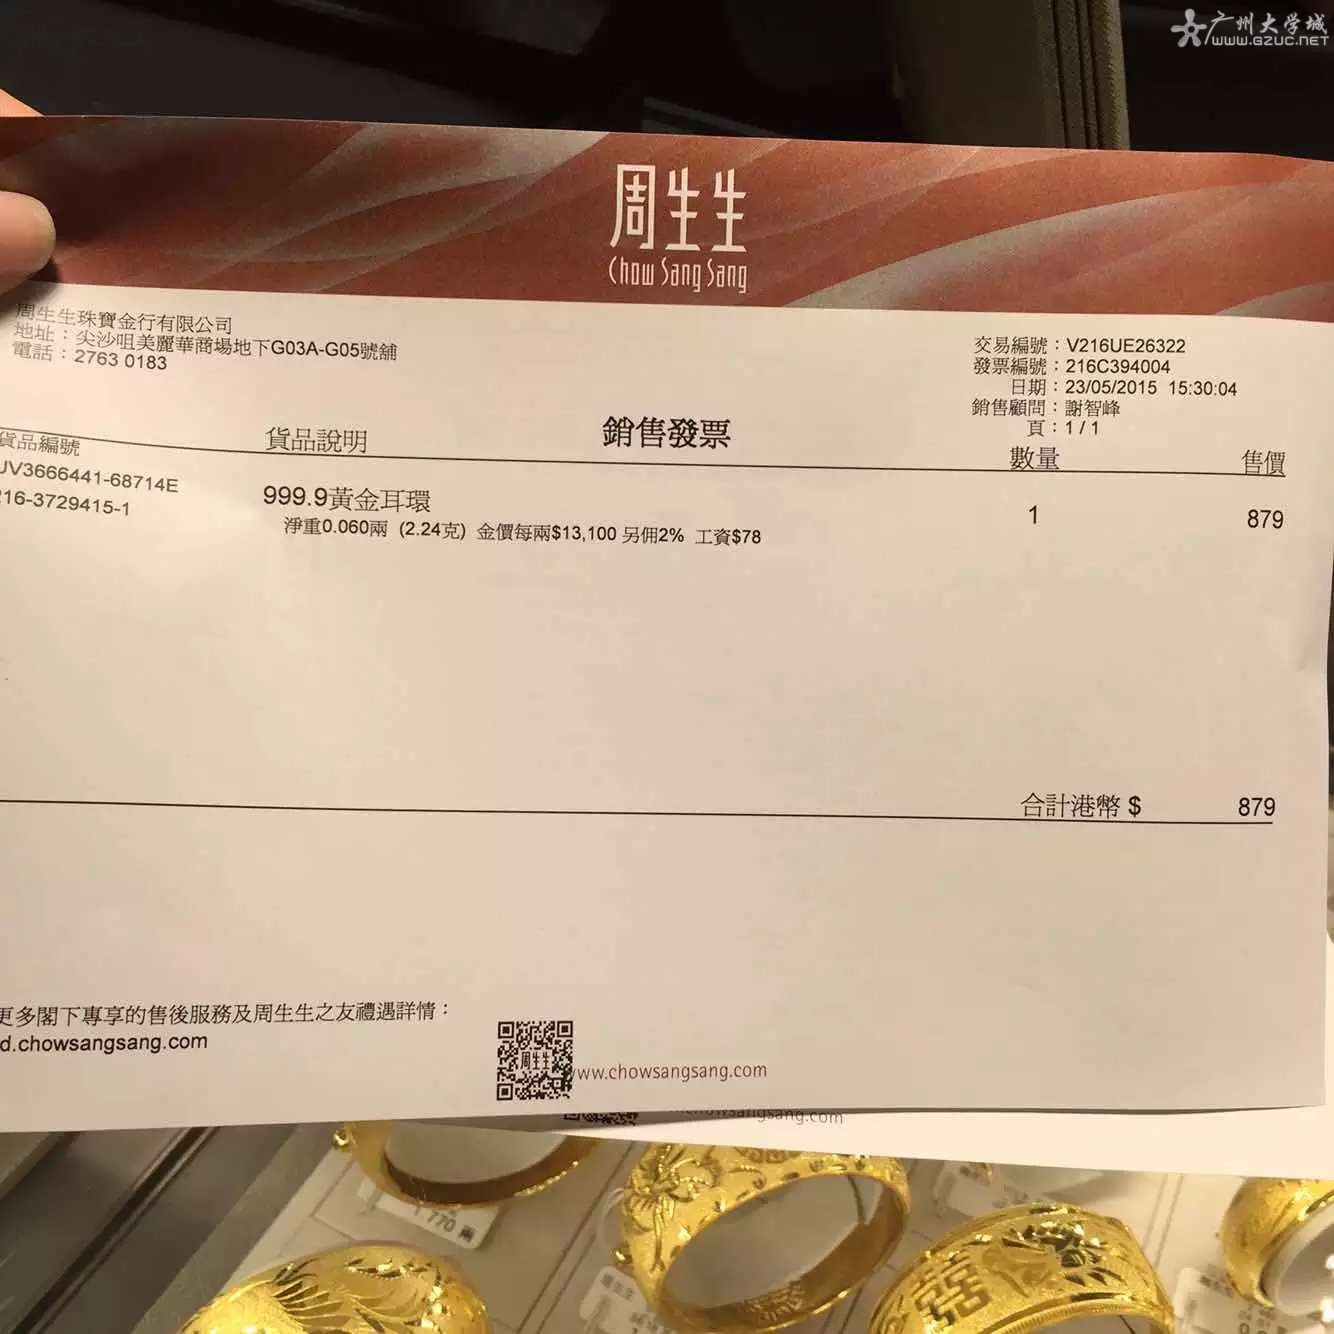 广州大学城
WWW.GZUC.NET
周生生
Chow Sang Sang
周生生珠寶金行有限公司
地址：尖沙咀美麗華商場地下G03A-G05號舖
電話：2763 0183
交易編號：V216UE26322
發票編號：216C394004
日期：23/05/2015 15:30:04
銷售顧問：謝智峰
頁：1 / 1
銷售發票
貨品編號 貨品說明 數量 售價
UV3666441-68714E 999.9黃金耳環 1 879
216-3729415-1 淨重0.060兩 (2.24克) 金價每兩$13,100 另佣2% 工資$78
合計港幣 $ 879
更多閣下專享的售後服務及周生生之友禮遇詳情：
d.chowsangsang.com
周生生
www.chowsangsang.com
chowsangsang.com
770 兩
囍